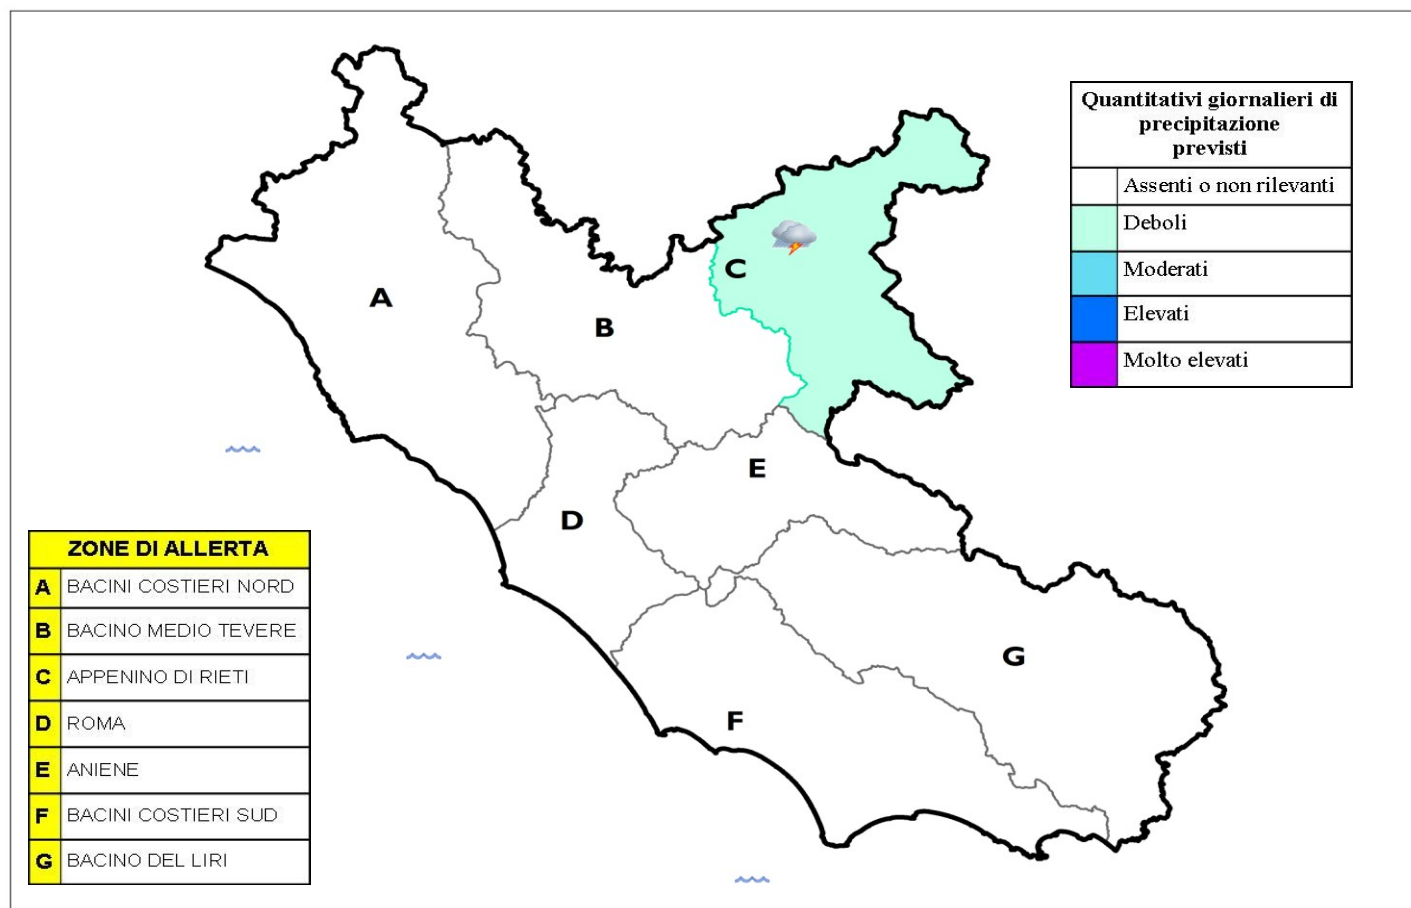 Quantitativi giornalieri di
precipitazione
previsti
Assenti o non rilevanti
Deboli
Moderati
Elevati
Molto elevati
A
B
C
D
E
F
G
ZONE DI ALLERTA
A BACINI COSTIERI NORD
B BACINO MEDIO TEVERE
C APPENINO DI RIETI
D ROMA
E ANIENE
F BACINI COSTIERI SUD
G BACINO DEL LIRI